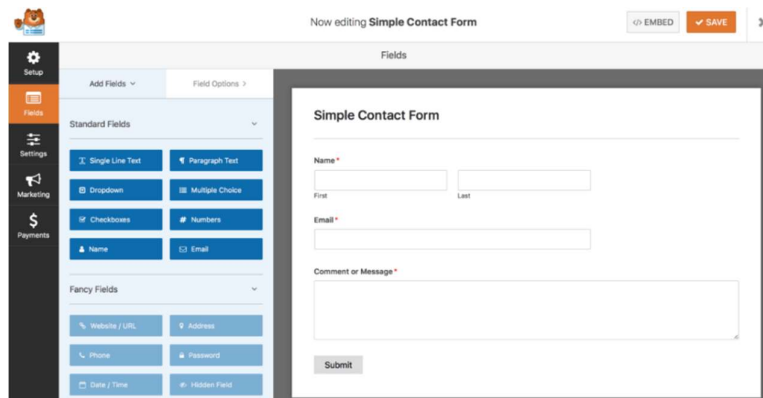 Now editing Simple Contact Form
</> EMBED
SAVE
Setup
Fields
Settings
Marketing
Payments
Fields
Add Fields
Field Options >
Standard Fields
Single Line Text
Paragraph Text
Dropdown
Multiple Choice
Checkboxes
# Numbers
Name
Email
Fancy Fields
Website / URL
Address
Phone
Password
Date / Time
Hidden Field
Simple Contact Form
Name *
First
Last
Email *
Comment or Message *
Submit